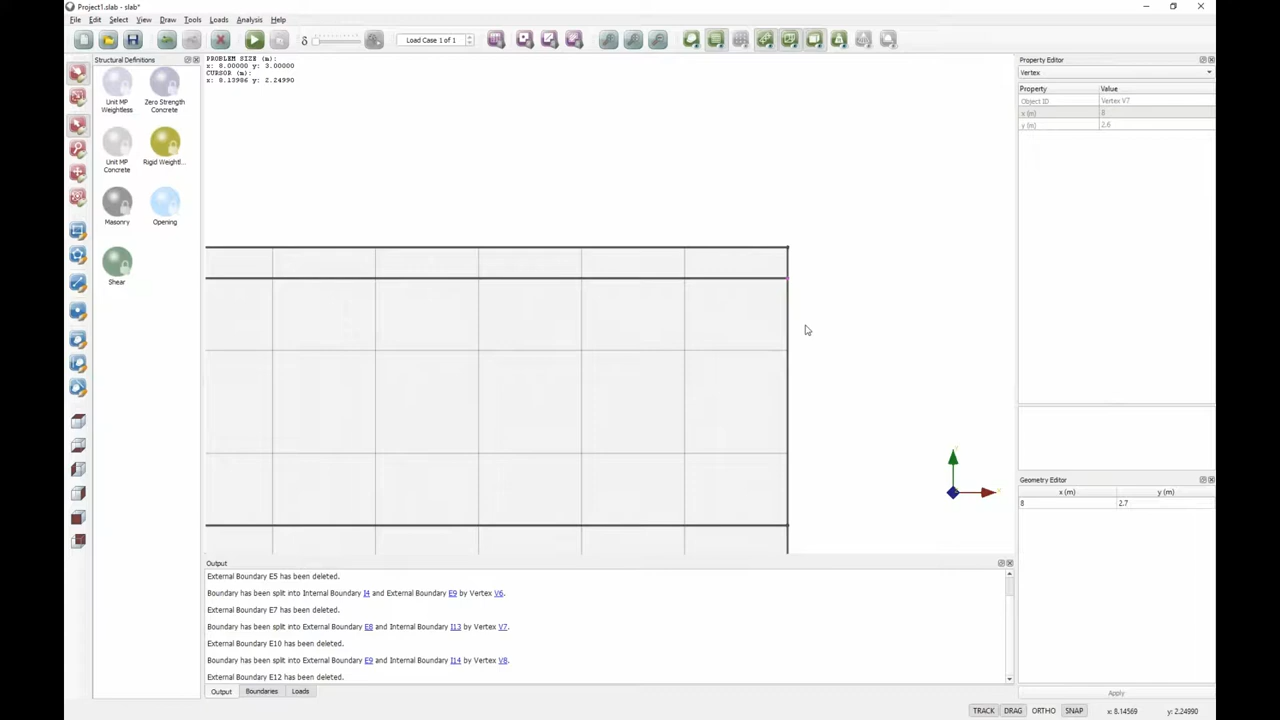 Project1.slab - slab*
File Edit Select View Draw Tools Loads Analysis Help
δ
Load Case 1 of 1
Structural Definitions
Unit MP Weightless
Zero Strength Concrete
Unit MP Concrete
Rigid Weightl...
Masonry
Opening
Shear
PROBLEM SIZE (m):
x: 8.00000 y: 3.00000
CURSOR (m):
x: 8.13986 y: 2.24990
Property Editor
Vertex
Property Value
Object ID Vertex V7
x (m) 8
y (m) 2.6
Geometry Editor
x (m) y (m)
8 2.7
Apply
Output
External Boundary E5 has been deleted.
Boundary has been split into Internal Boundary I4 and External Boundary E9 by Vertex V6.
External Boundary E7 has been deleted.
Boundary has been split into External Boundary E8 and Internal Boundary I13 by Vertex V7.
External Boundary E10 has been deleted.
Boundary has been split into External Boundary E9 and Internal Boundary I14 by Vertex V8.
External Boundary E12 has been deleted.
Output Boundaries Loads
TRACK DRAG ORTHO SNAP x: 8.14569 y: 2.24990